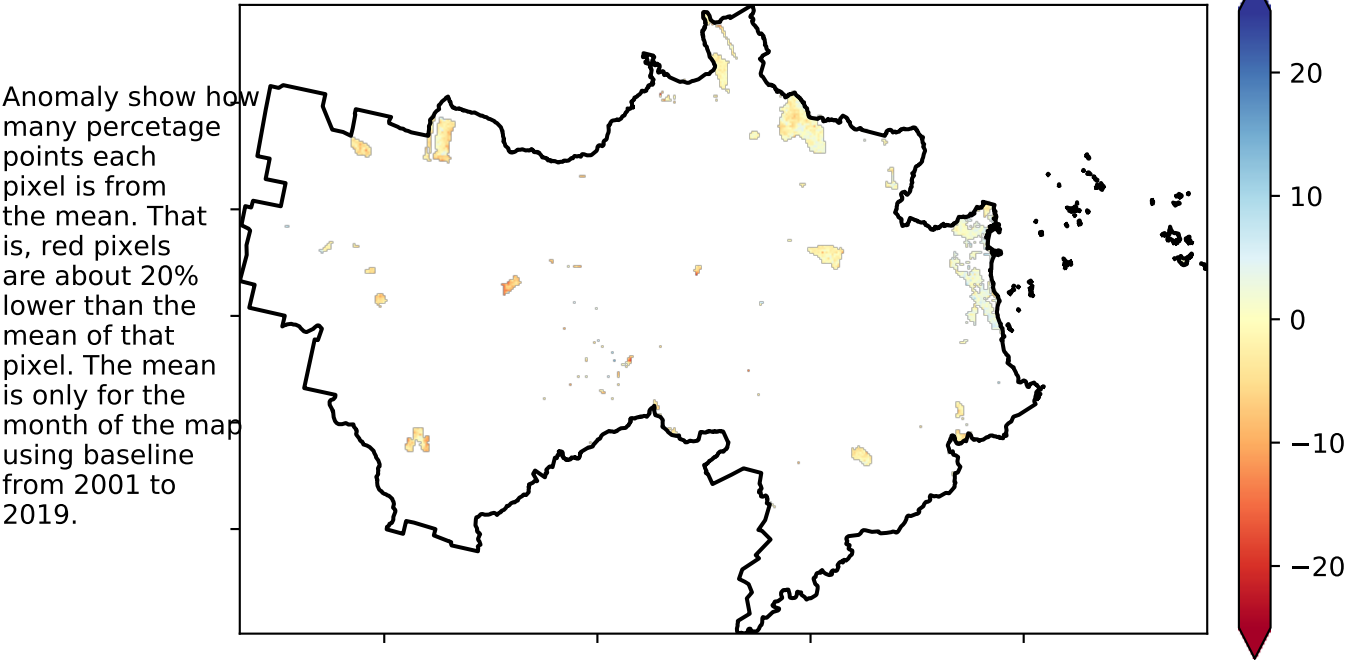 Anomaly show how
many percetage
points each
pixel is from
the mean. That
is, red pixels
are about 20%
lower than the
mean of that
pixel. The mean
is only for the
month of the map
using baseline
from 2001 to
2019.
20
10
0
−10
−20